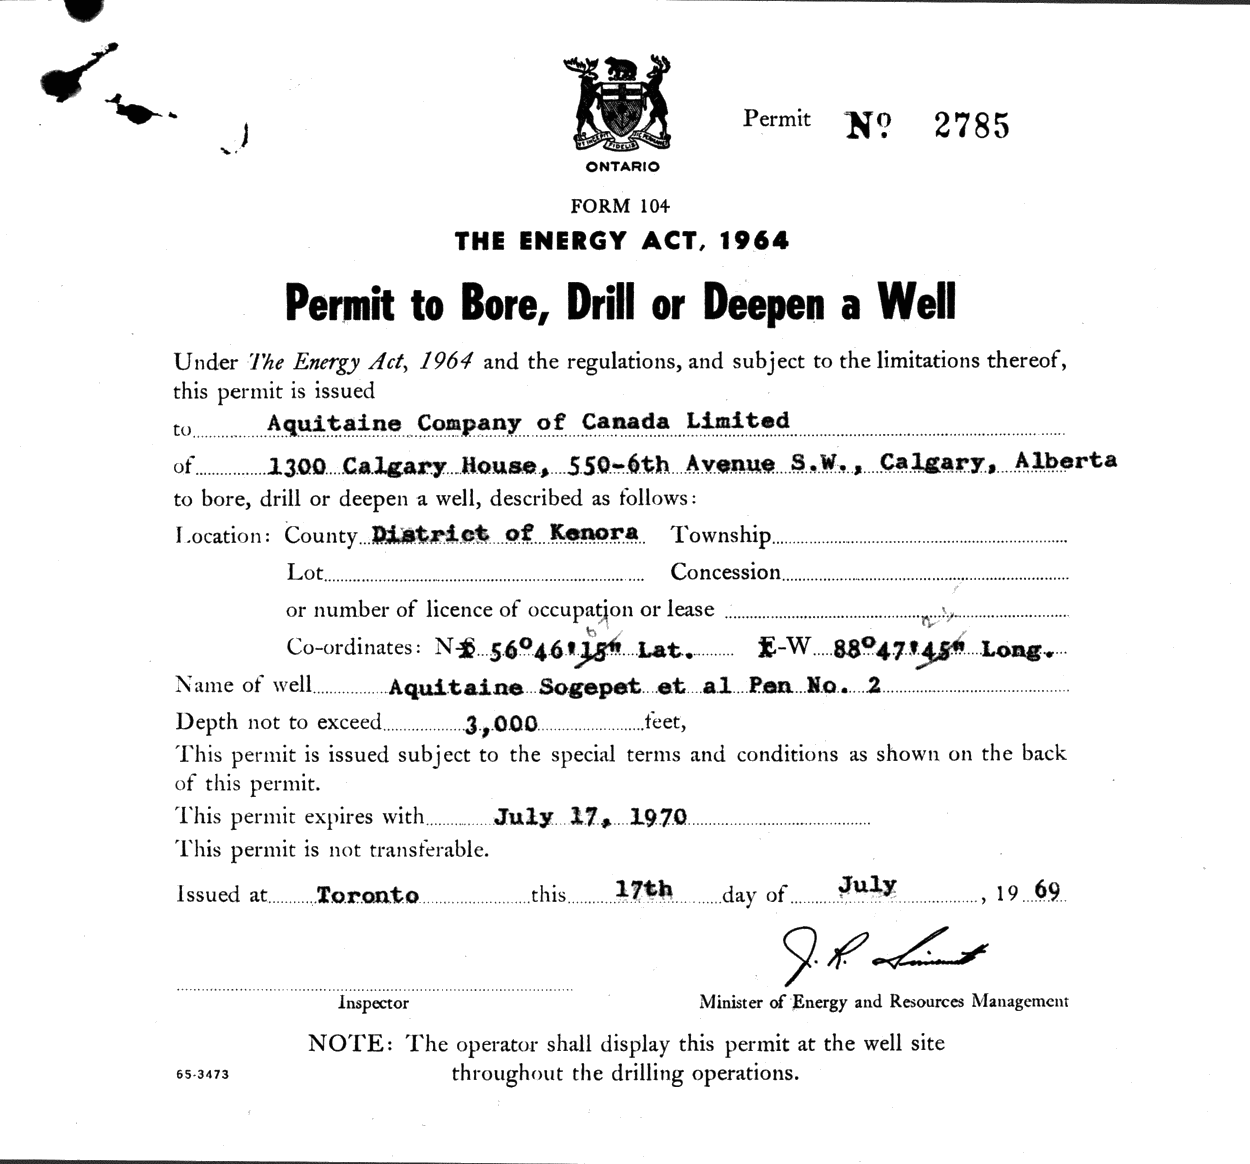 Permit Nº 2785
ONTARIO
FORM 104
THE ENERGY ACT, 1964
Permit to Bore, Drill or Deepen a Well
Under The Energy Act, 1964 and the regulations, and subject to the limitations thereof,
this permit is issued
to Aquitaine Company of Canada Limited
of 1300 Calgary House, 550-6th Avenue S.W., Calgary, Alberta
to bore, drill or deepen a well, described as follows:
Location: County District of Kenora Township
Lot Concession
or number of licence of occupation or lease
Co-ordinates: N-S 56º46'15" Lat. E-W 88º47'45" Long.
Name of well Aquitaine Sogepet et al Pen No. 2
Depth not to exceed 3,000 feet,
This permit is issued subject to the special terms and conditions as shown on the back
of this permit.
This permit expires with July 17, 1970
This permit is not transferable.
Issued at Toronto this 17th day of July, 19 69
J. R. Simonett
Inspector Minister of Energy and Resources Management
NOTE: The operator shall display this permit at the well site
throughout the drilling operations.
65-3473